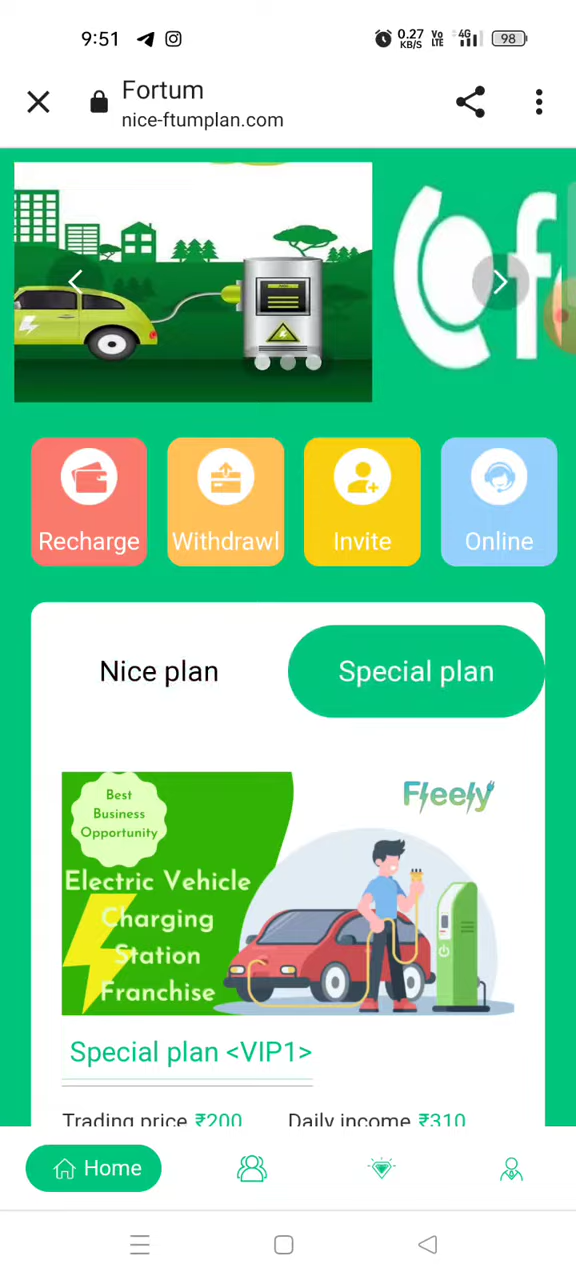 9:51
0.27
KB/S
Vo
LTE
4G
98
Fortum
nice-ftumplan.com
f
Recharge
Withdrawl
Invite
Online
Nice plan
Special plan
Best
Business
Opportunity
Fleely
Electric Vehicle
Charging
Station
Franchise
Special plan <VIP1>
Trading price ₹200
Daily income ₹310
Home